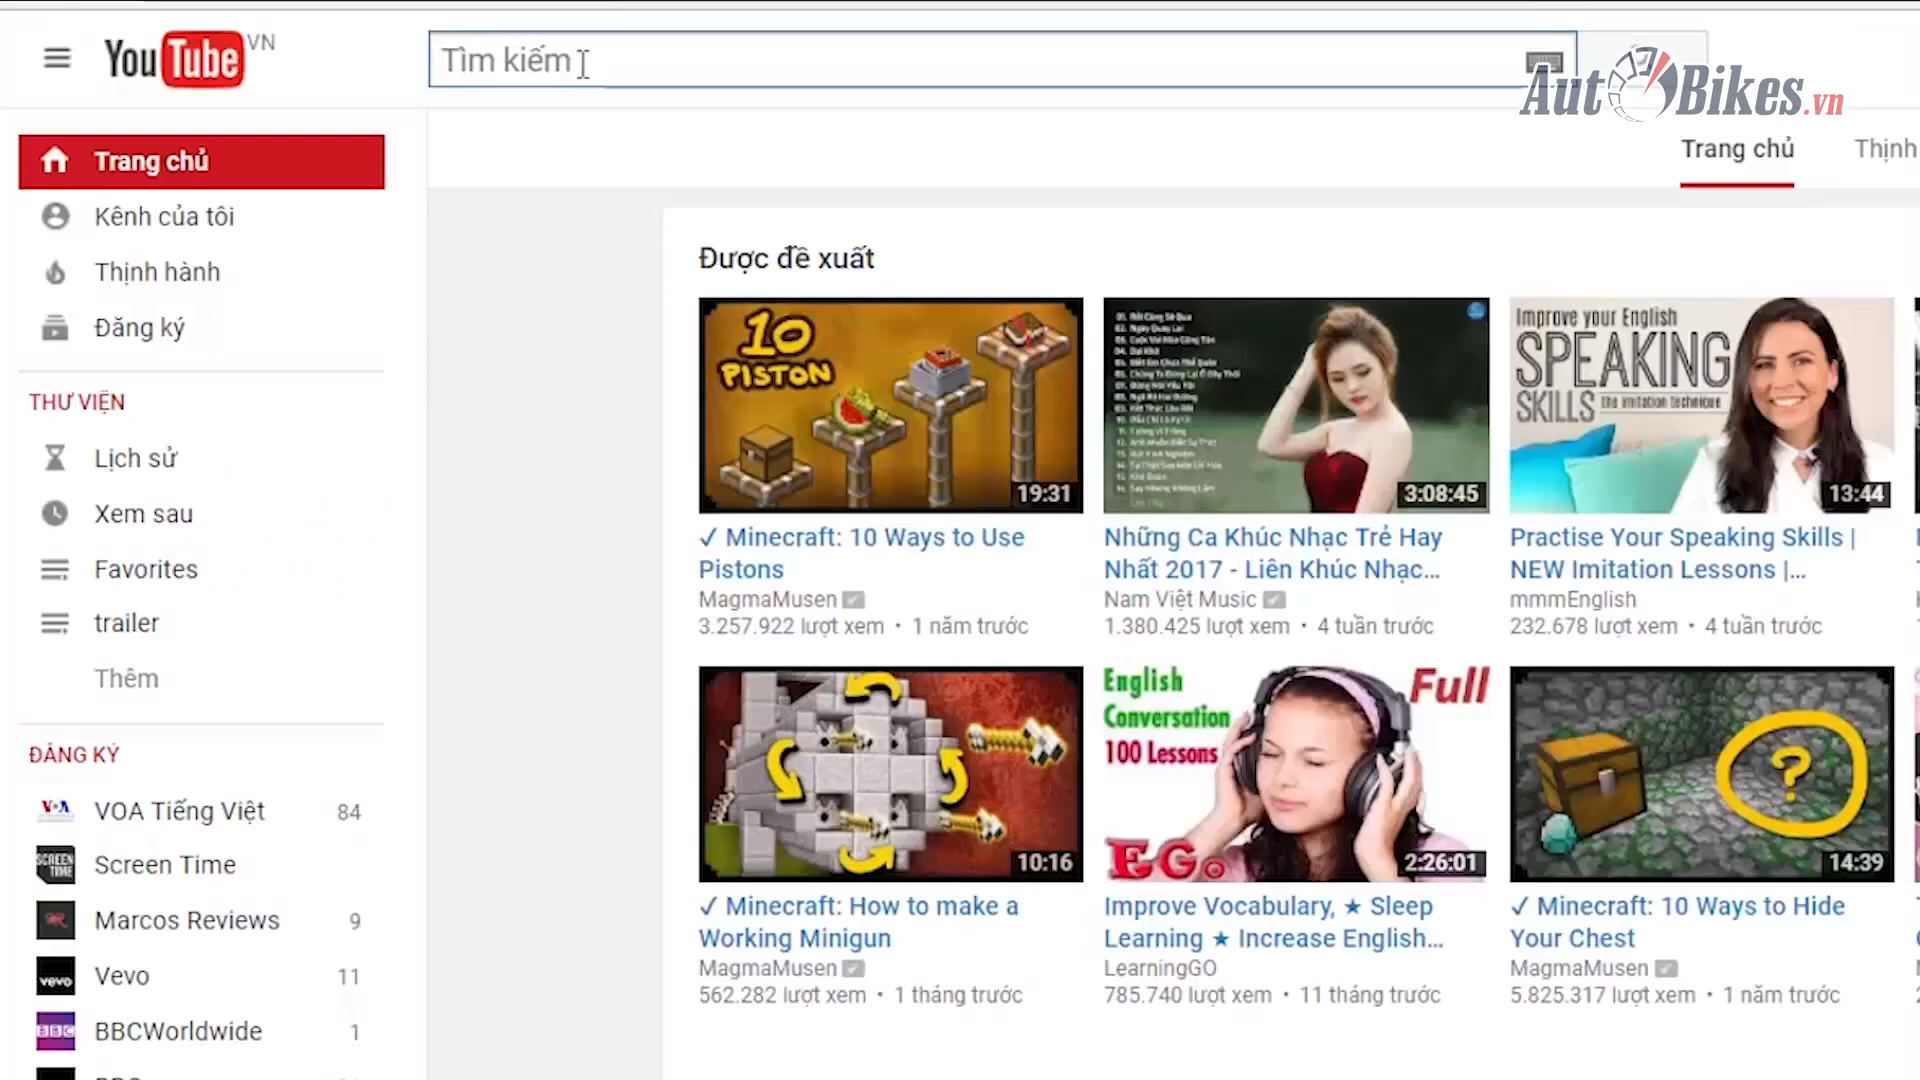 YouTube VN
Tìm kiếm
AutoBikes.vn
Trang chủ
Thịnh
Trang chủ
Kênh của tôi
Thịnh hành
Đăng ký
THƯ VIỆN
Lịch sử
Xem sau
Favorites
trailer
Thêm
ĐĂNG KÝ
VOA Tiếng Việt 84
SCREEN
TIME
Screen Time
Marcos Reviews 9
vevo
Vevo 11
BBC
BBCWorldwide 1
Được đề xuất
10
PISTON
19:31
✓ Minecraft: 10 Ways to Use
Pistons
MagmaMusen
3.257.922 lượt xem • 1 năm trước
3:08:45
Những Ca Khúc Nhạc Trẻ Hay
Nhất 2017 - Liên Khúc Nhạc...
Nam Việt Music
1.380.425 lượt xem • 4 tuần trước
Improve your English
SPEAKING
SKILLS the imitation technique
13:44
Practise Your Speaking Skills |
NEW Imitation Lessons |...
mmmEnglish
232.678 lượt xem • 4 tuần trước
10:16
✓ Minecraft: How to make a
Working Minigun
MagmaMusen
562.282 lượt xem • 1 tháng trước
English
Conversation
100 Lessons
Full
EGo
2:26:01
Improve Vocabulary, ★ Sleep
Learning ★ Increase English...
LearningGO
785.740 lượt xem • 11 tháng trước
?
14:39
✓ Minecraft: 10 Ways to Hide
Your Chest
MagmaMusen
5.825.317 lượt xem • 1 năm trước